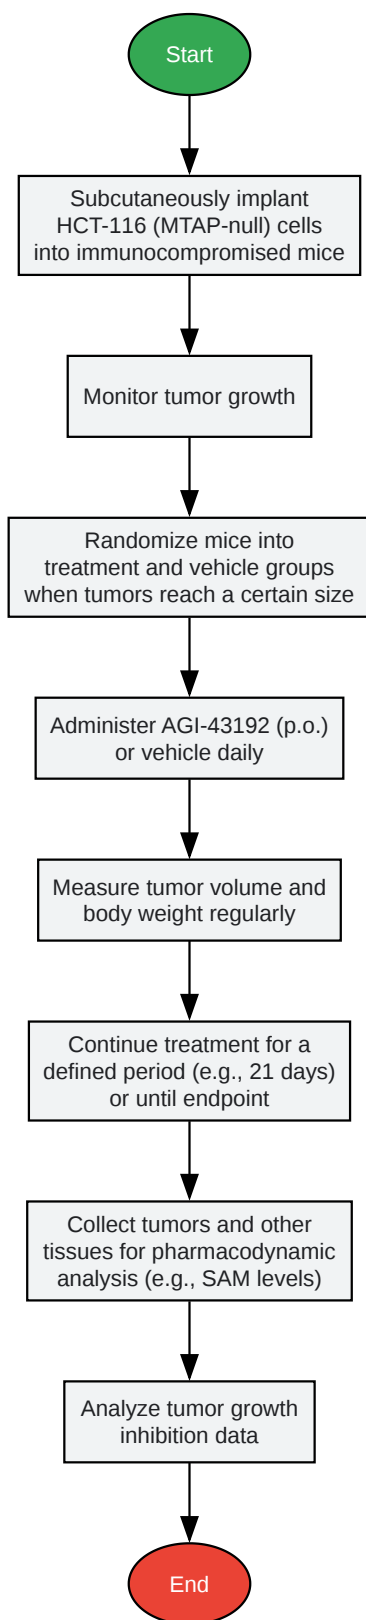 Start
Subcutaneously implant
HCT-116 (MTAP-null) cells
into immunocompromised mice
Monitor tumor growth
Randomize mice into
treatment and vehicle groups
when tumors reach a certain size
Administer AGI-43192 (p.o.)
or vehicle daily
Measure tumor volume and
body weight regularly
Continue treatment for a
defined period (e.g., 21 days)
or until endpoint
Collect tumors and other
tissues for pharmacodynamic
analysis (e.g., SAM levels)
Analyze tumor growth
inhibition data
End